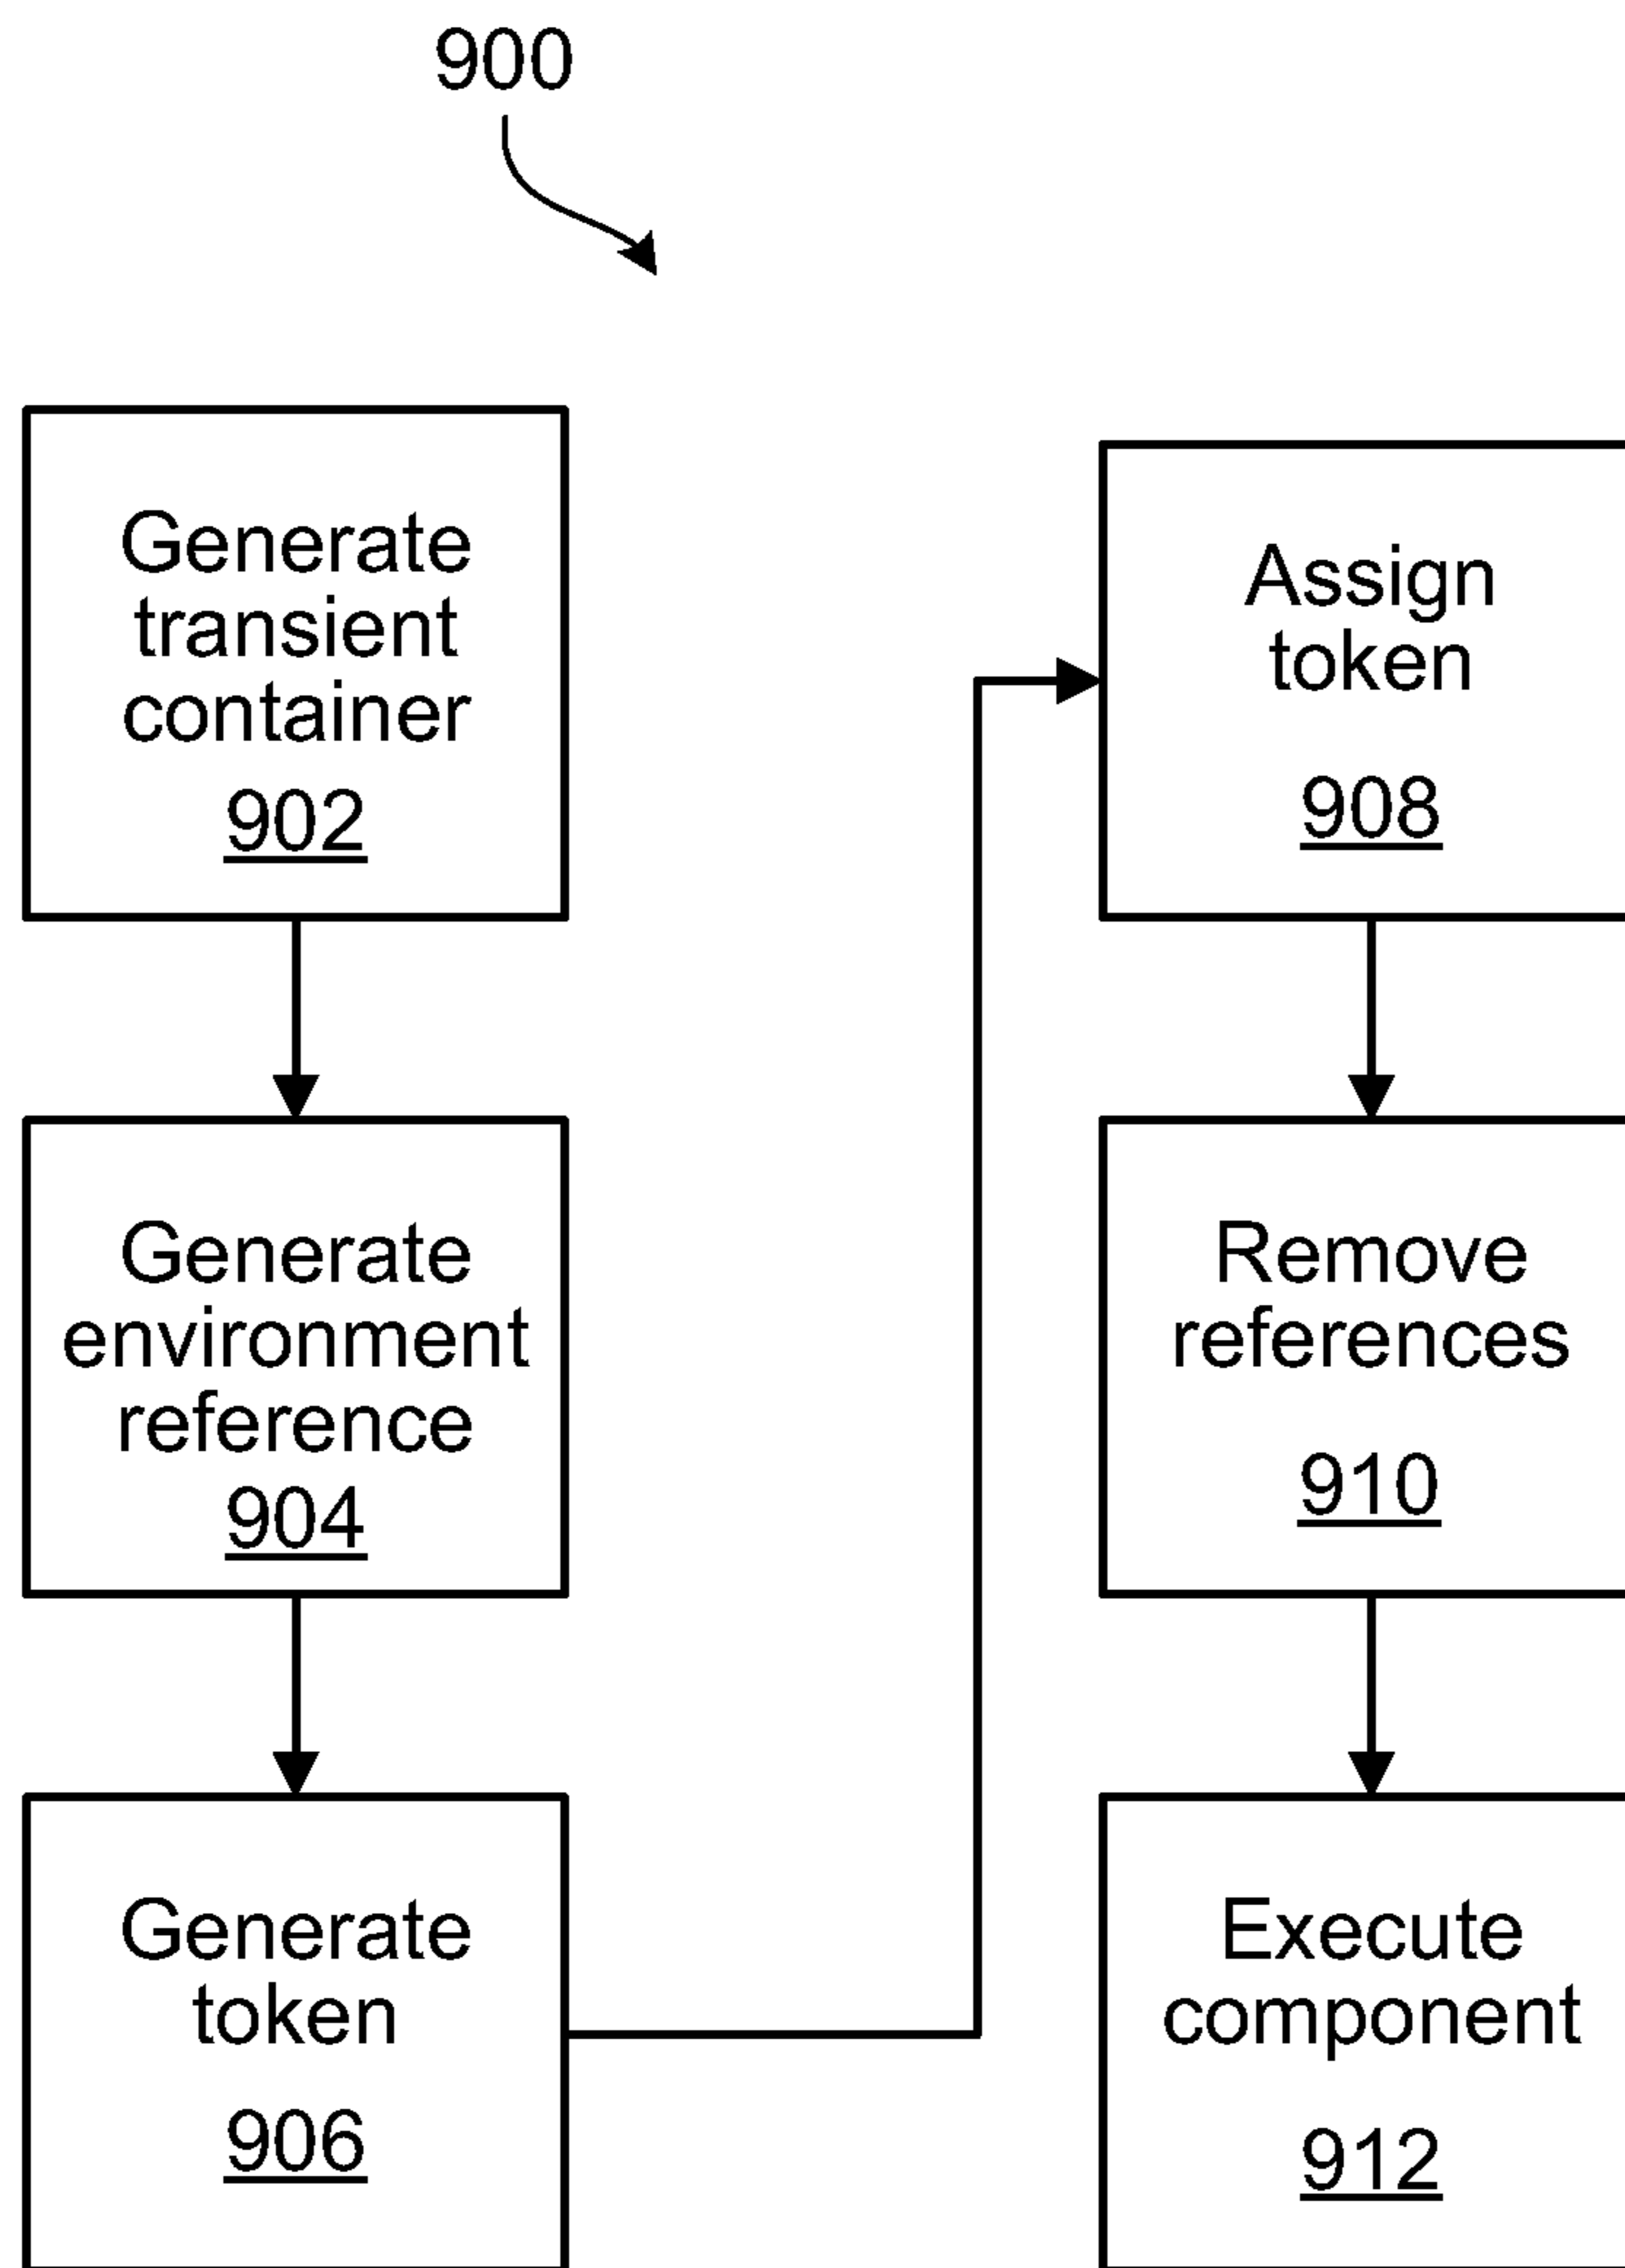 900
Generate
transient
container
902
Generate
environment
reference
904
Generate
token
906
Assign
token
908
Remove
references
910
Execute
component
912